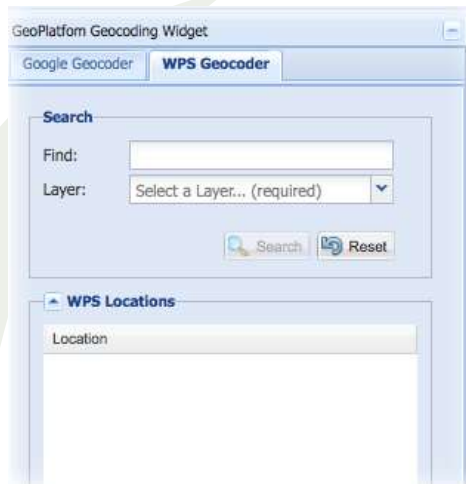 GeoPlatfom Geocoding Widget
Google Geocoder WPS Geocoder
Search
Find:
Layer: Select a Layer... (required)
Search Reset
WPS Locations
Location